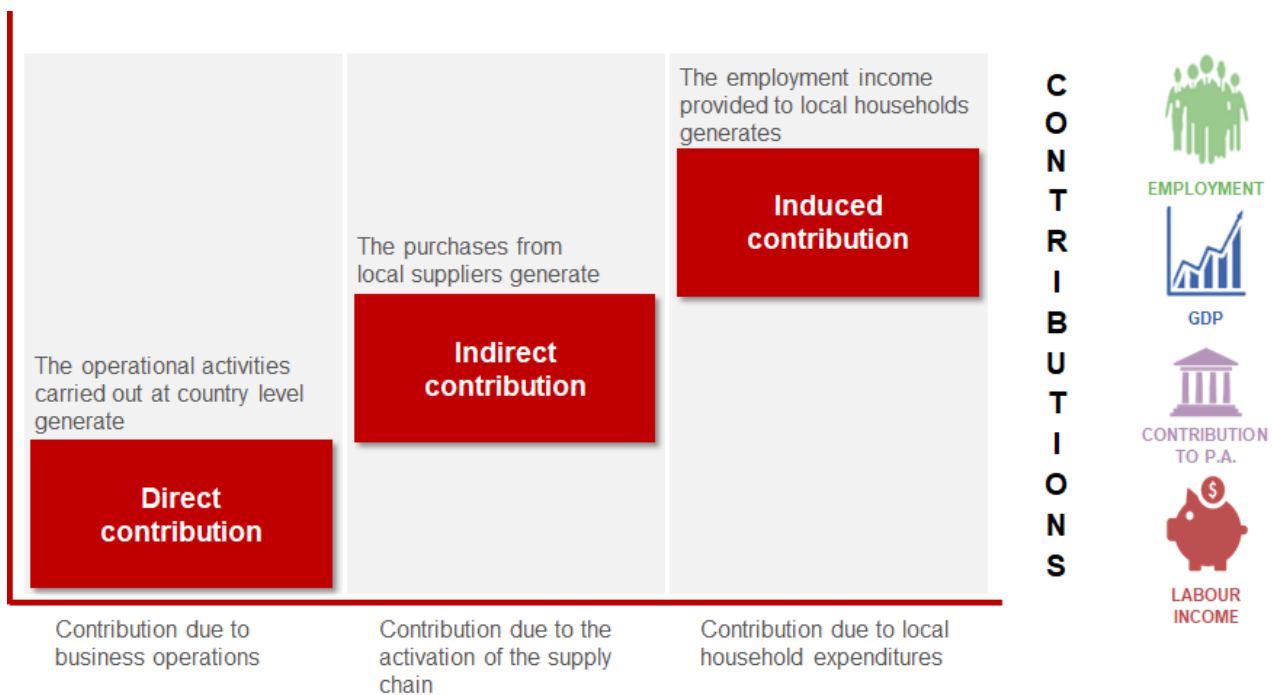 The operational activities
carried out at country level
generate
Direct
contribution
Contribution due to
business operations
The purchases from
local suppliers generate
Indirect
contribution
Contribution due to the
activation of the supply
chain
The employment income
provided to local households
generates
Induced
contribution
Contribution due to local
household expenditures
CONTRIBUTIONS
EMPLOYMENT
GDP
CONTRIBUTION
TO P.A.
$
LABOUR
INCOME